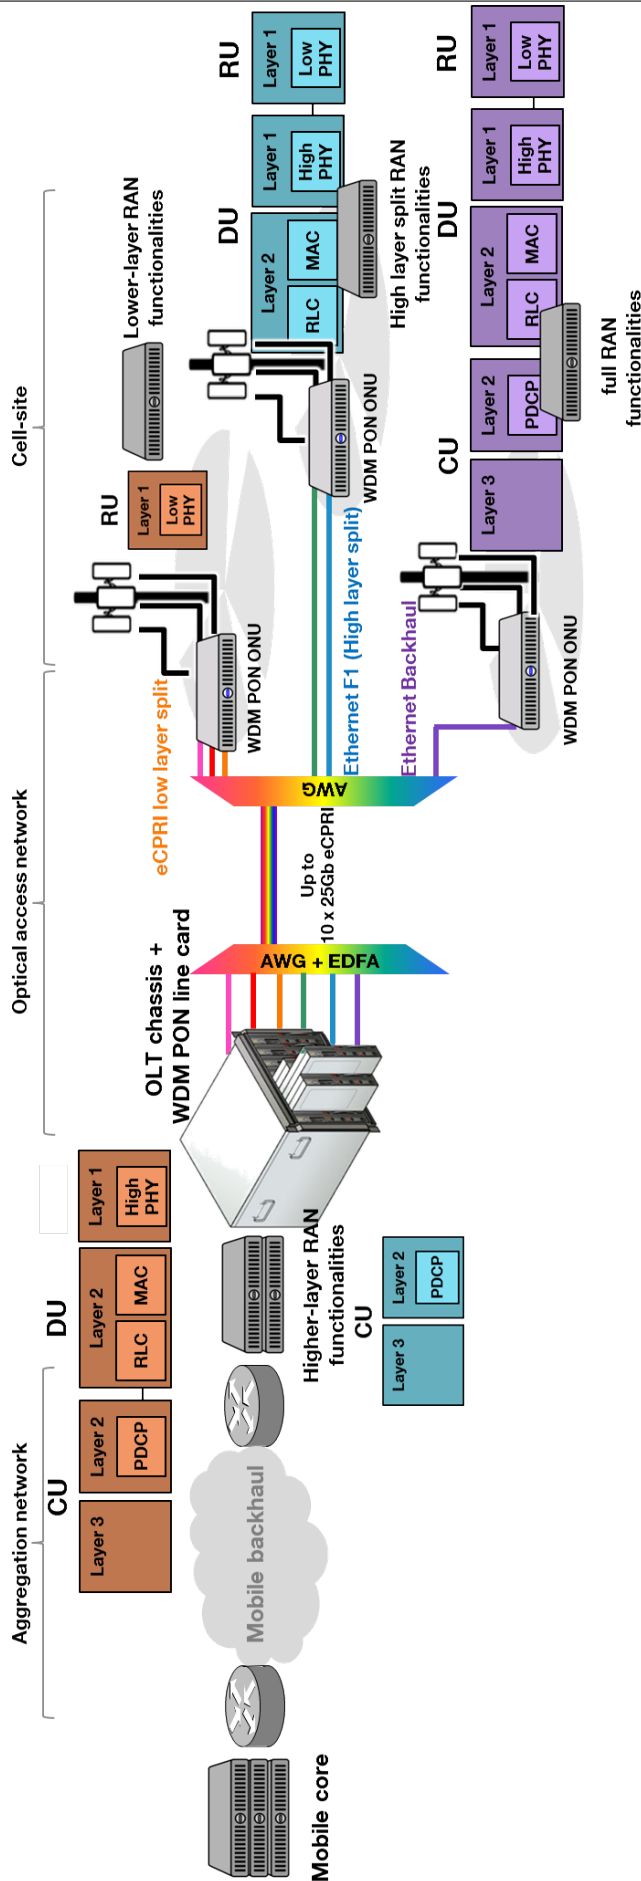 Aggregation network
Optical access network
Cell-site
CU
DU
Layer 3
Layer 2
PDCP
Layer 2
RLC
MAC
Layer 1
High
PHY
Mobile core
Mobile backhaul
Higher-layer RAN
functionalities
CU
Layer 3
Layer 2
PDCP
OLT chassis +
WDM PON line card
AWG + EDFA
Up to
10 x 25Gb eCPRI
AWG
eCPRI low layer split
Ethernet F1 (High layer split)
Ethernet Backhaul
WDM PON ONU
RU
Layer 1
Low
PHY
Lower-layer RAN
functionalities
WDM PON ONU
DU
Layer 2
RLC
MAC
Layer 1
High
PHY
RU
Layer 1
Low
PHY
High layer split RAN
functionalities
WDM PON ONU
CU
Layer 3
Layer 2
PDCP
DU
Layer 2
RLC
MAC
Layer 1
High
PHY
RU
Layer 1
Low
PHY
full RAN
functionalities